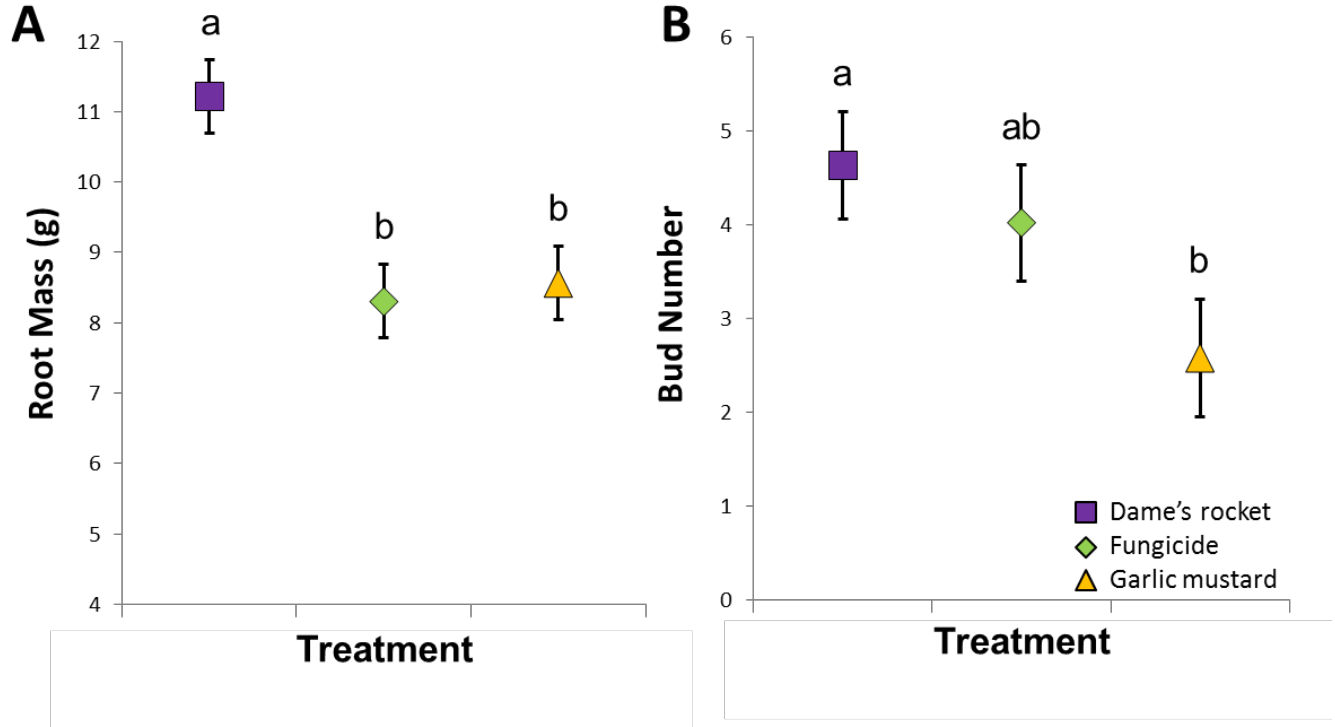 A
a
12
11
10
9
8
7
6
5
4
Root Mass (g)
b
b
Treatment
B
a
ab
b
6
5
4
3
2
1
0
Bud Number
Dame’s rocket
Fungicide
Garlic mustard
Treatment